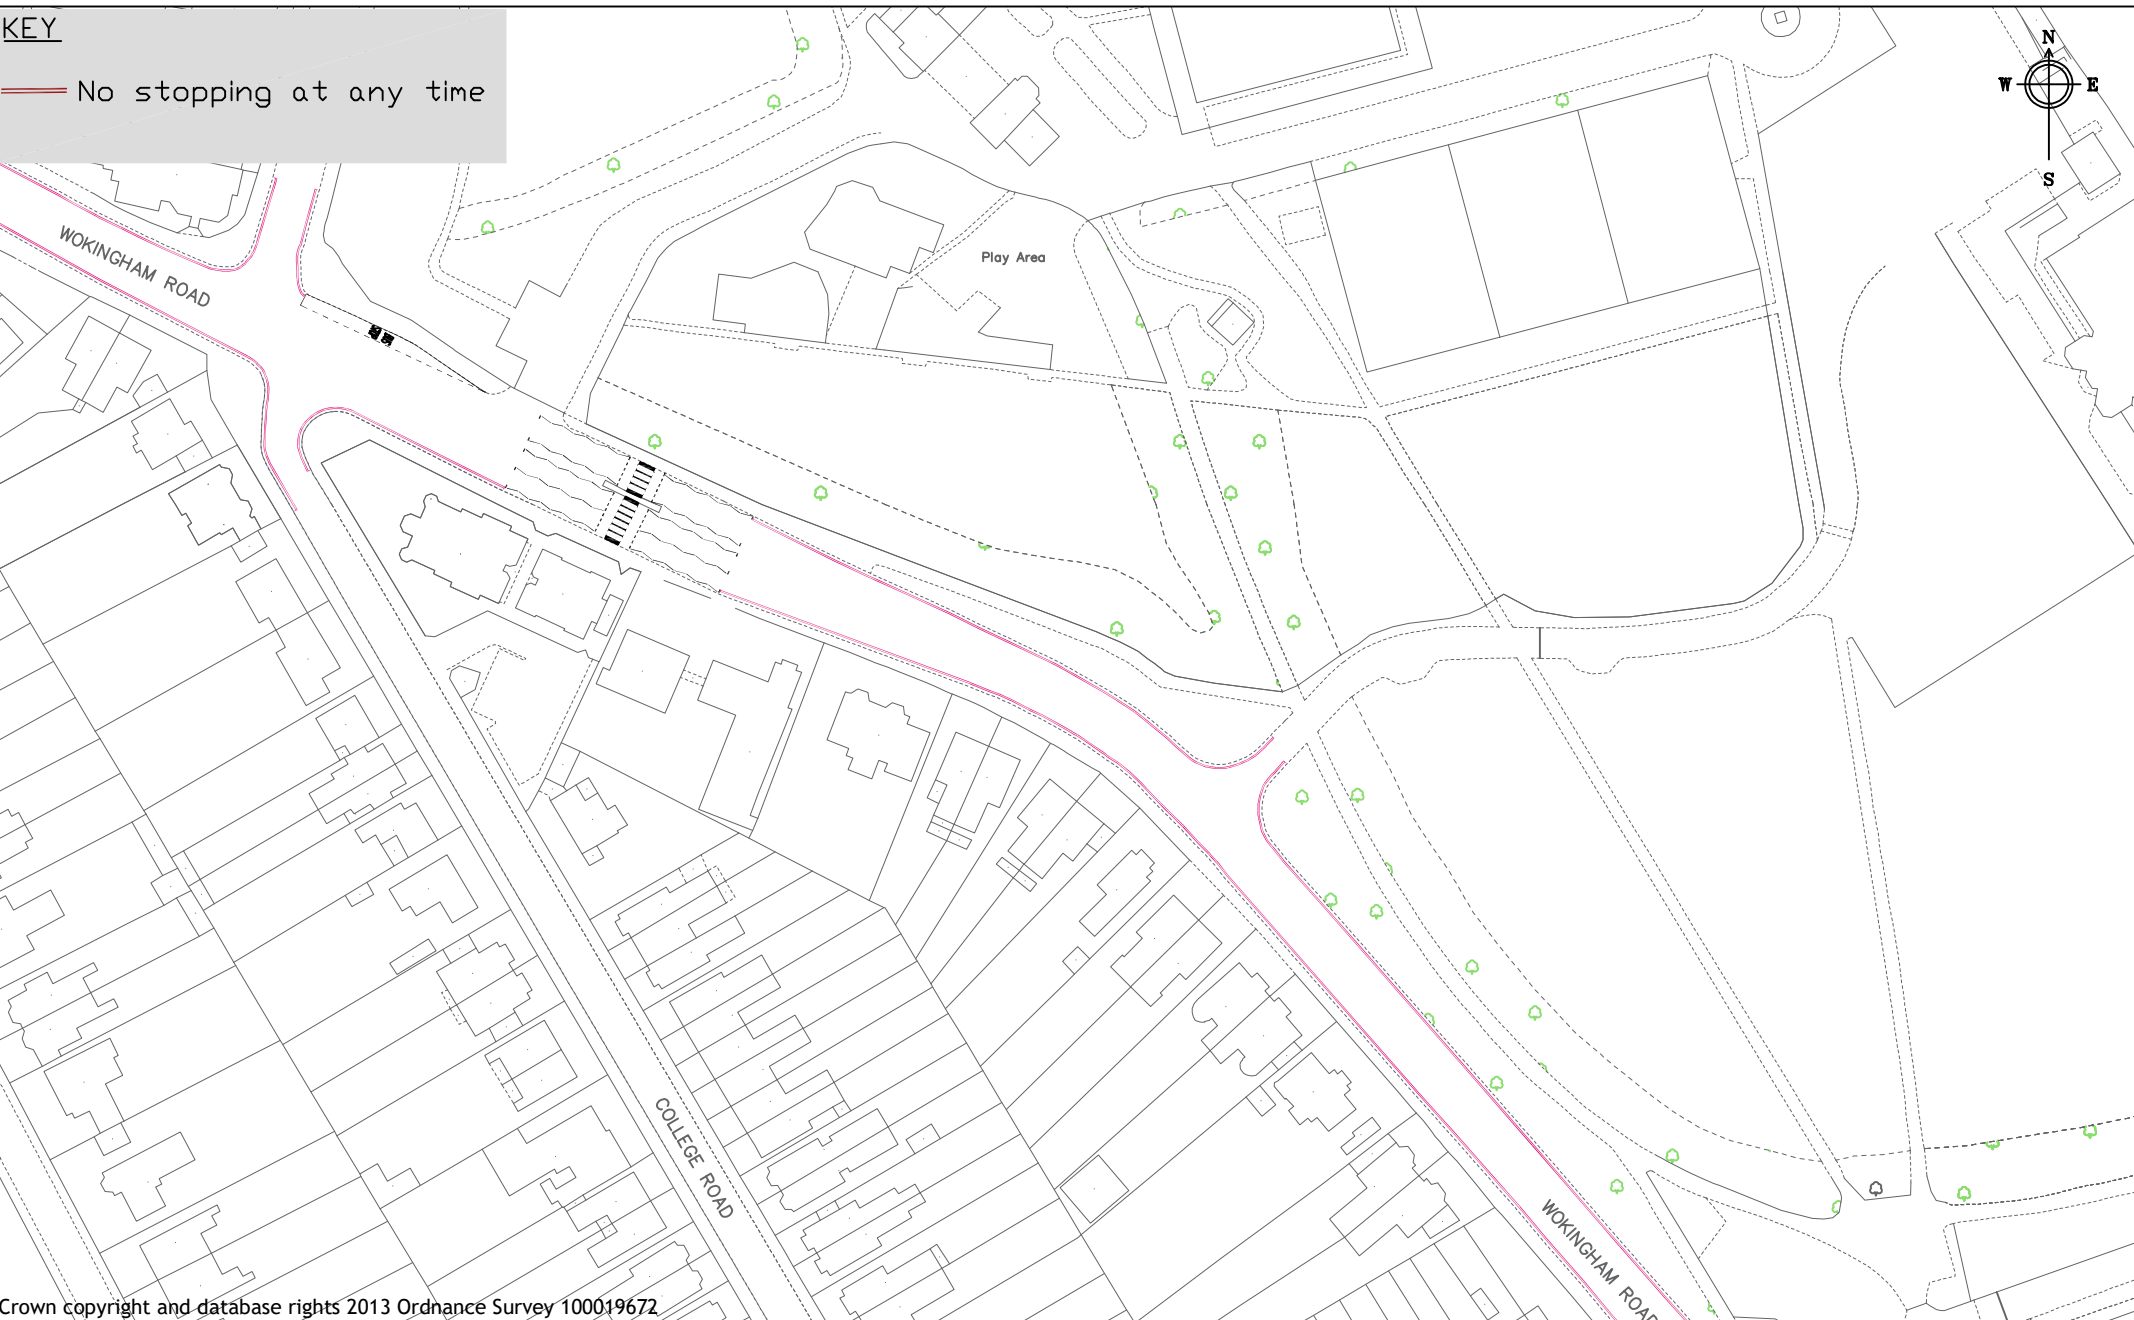 KEY
No stopping at any time
N
W E
S
WOKINGHAM ROAD
Play Area
COLLEGE ROAD
WOKINGHAM ROAD
Crown copyright and database rights 2013 Ordnance Survey 100019672